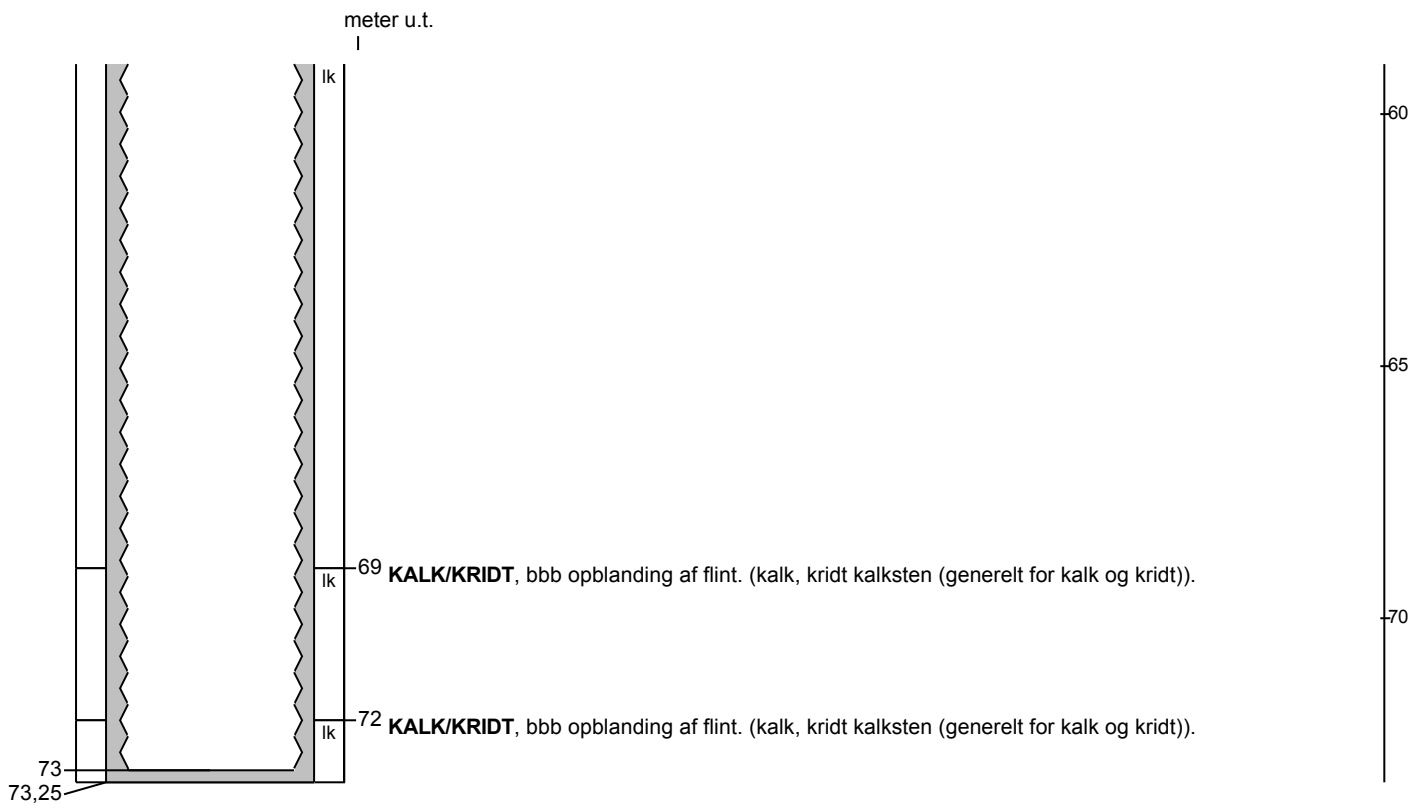 meter u.t.
lk
60
65
69 KALK/KRIDT, bbb opblanding af flint. (kalk, kridt kalksten (generelt for kalk og kridt)).
lk
70
72 KALK/KRIDT, bbb opblanding af flint. (kalk, kridt kalksten (generelt for kalk og kridt)).
lk
73
73,25